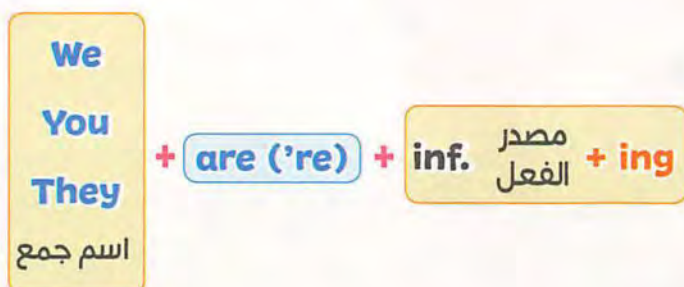 We
You
They
اسم جمع
+ are (’re) + inf. مصدر الفعل + ing